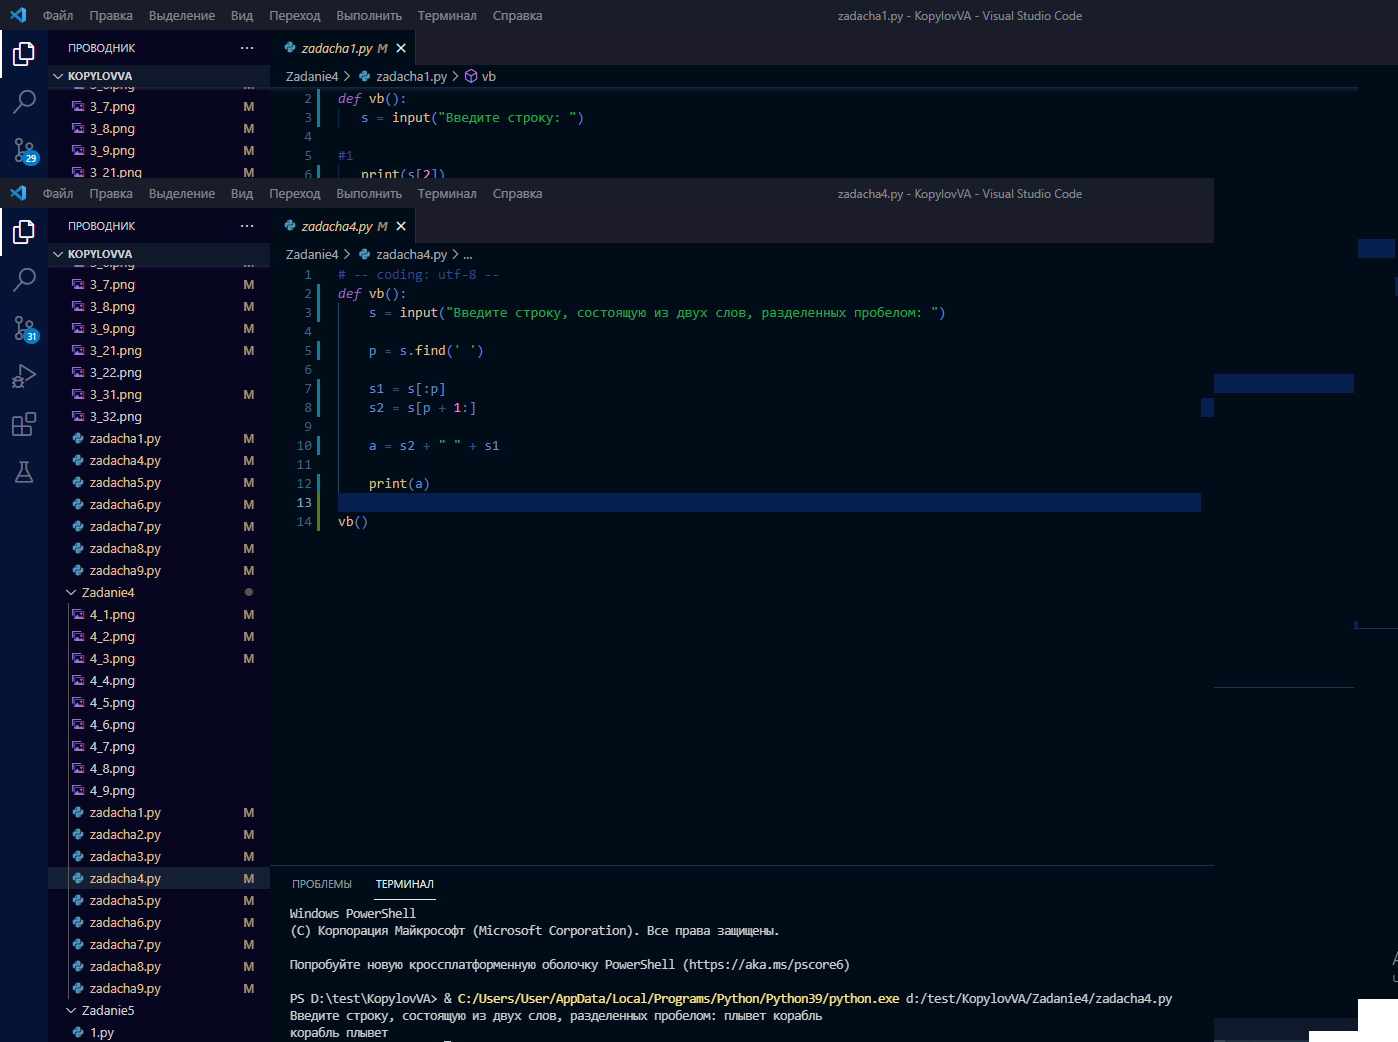 Файл Правка Выделение Вид Переход Выполнить Терминал Справка zadacha1.py - KopylovVA - Visual Studio Code
ПРОВОДНИК ··· zadacha1.py M
KOPYLOVVA Zadanie4 > zadacha1.py > vb
3_7.png M
3_8.png M
3_9.png M
3_21.png M
29
2 def vb():
3 s = input("Введите строку: ")
4
5 #1
6 print(s[2])
Файл Правка Выделение Вид Переход Выполнить Терминал Справка zadacha4.py - KopylovVA - Visual Studio Code
ПРОВОДНИК ··· zadacha4.py M
KOPYLOVVA Zadanie4 > zadacha4.py > ...
3_7.png M
3_8.png M
3_9.png M
3_21.png M
3_22.png
3_31.png M
3_32.png
zadacha1.py M
zadacha4.py M
zadacha5.py M
zadacha6.py M
zadacha7.py M
zadacha8.py M
zadacha9.py M
Zadanie4
4_1.png M
4_2.png M
4_3.png M
4_4.png
4_5.png
4_6.png
4_7.png
4_8.png
4_9.png
zadacha1.py M
zadacha2.py M
zadacha3.py M
zadacha4.py M
zadacha5.py M
zadacha6.py M
zadacha7.py M
zadacha8.py M
zadacha9.py M
Zadanie5
1.py
31
1 # -- coding: utf-8 --
2 def vb():
3 s = input("Введите строку, состоящую из двух слов, разделенных пробелом: ")
4
5 p = s.find(' ')
6
7 s1 = s[:p]
8 s2 = s[p + 1:]
9
10 a = s2 + " " + s1
11
12 print(a)
13
14 vb()
ПРОБЛЕМЫ ТЕРМИНАЛ
Windows PowerShell
(C) Корпорация Майкрософт (Microsoft Corporation). Все права защищены.
Попробуйте новую кроссплатформенную оболочку PowerShell (https://aka.ms/pscore6)
PS D:\test\KopylovVA> & C:/Users/User/AppData/Local/Programs/Python/Python39/python.exe d:/test/KopylovVA/Zadanie4/zadacha4.py
Введите строку, состоящую из двух слов, разделенных пробелом: плывет корабль
корабль плывет